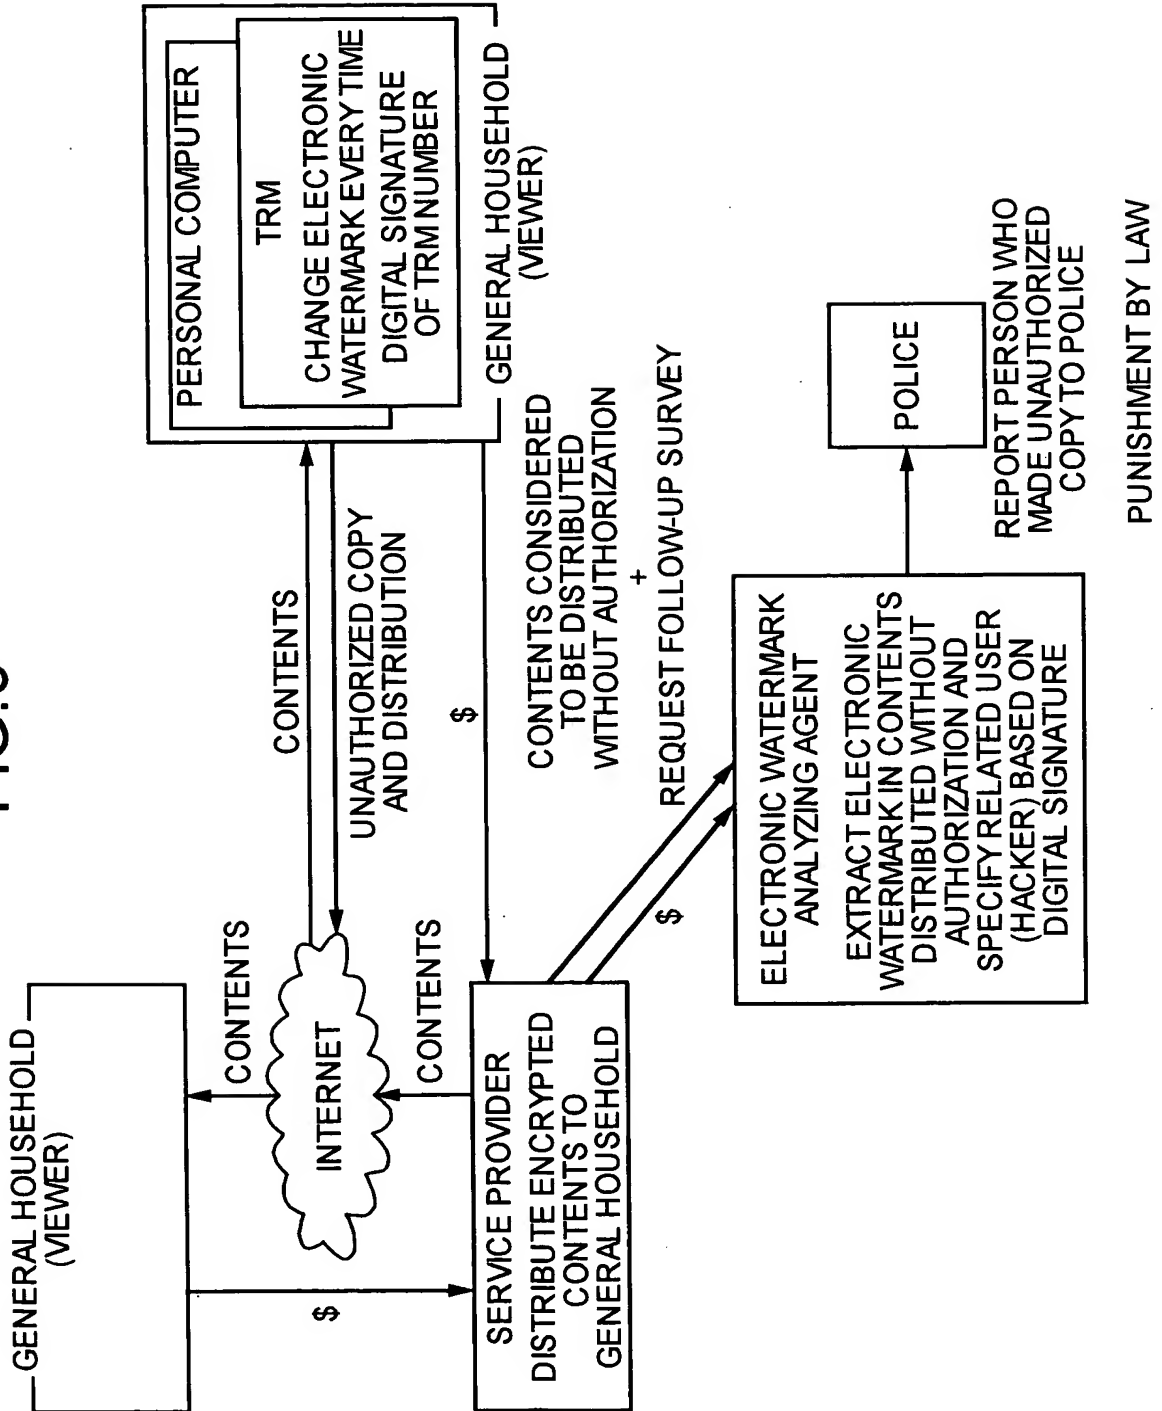 FIG.
GENERAL HOUSEHOLD
(VIEWER)
$
CONTENTS
INTERNET
CONTENTS
SERVICE PROVIDER
DISTRIBUTE ENCRYPTED
CONTENTS TO
GENERAL HOUSEHOLD
CONTENTS
UNAUTHORIZED COPY
AND DISTRIBUTION
$
PERSONAL COMPUTER
TRM
CHANGE ELECTRONIC
WATERMARK EVERY TIME
DIGITAL SIGNATURE
OF TRM NUMBER
GENERAL HOUSEHOLD
(VIEWER)
CONTENTS CONSIDERED
TO BE DISTRIBUTED
WITHOUT AUTHORIZATION
+
REQUEST FOLLOW-UP SURVEY
$
ELECTRONIC WATERMARK
ANALYZING AGENT
EXTRACT ELECTRONIC
WATERMARK IN CONTENTS
DISTRIBUTED WITHOUT
AUTHORIZATION AND
SPECIFY RELATED USER
(HACKER) BASED ON
DIGITAL SIGNATURE
POLICE
REPORT PERSON WHO
MADE UNAUTHORIZED
COPY TO POLICE
PUNISHMENT BY LAW